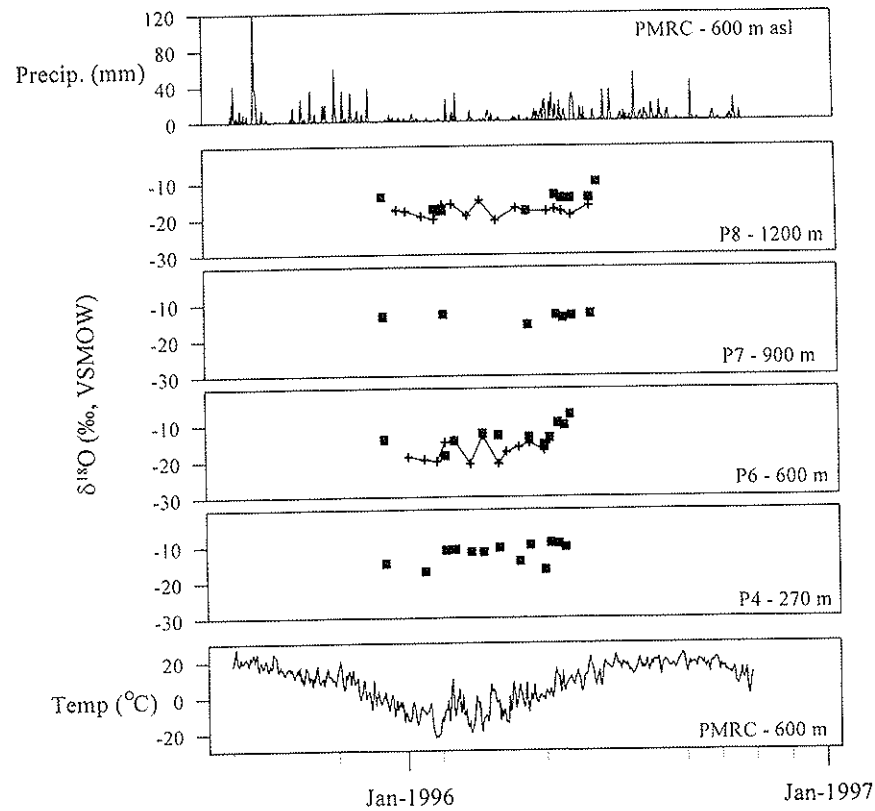 120
PMRC - 600 m asl
80
Precip. (mm)
40
0
-10
-20
P8 - 1200 m
-30
-10
-20
P7 - 900 m
-30
δ¹⁸O (‰, VSMOW)
-10
-20
P6 - 600 m
-30
-10
-20
P4 - 270 m
-30
20
Temp (°C)
0
-20
PMRC - 600 m
Jan-1996
Jan-1997